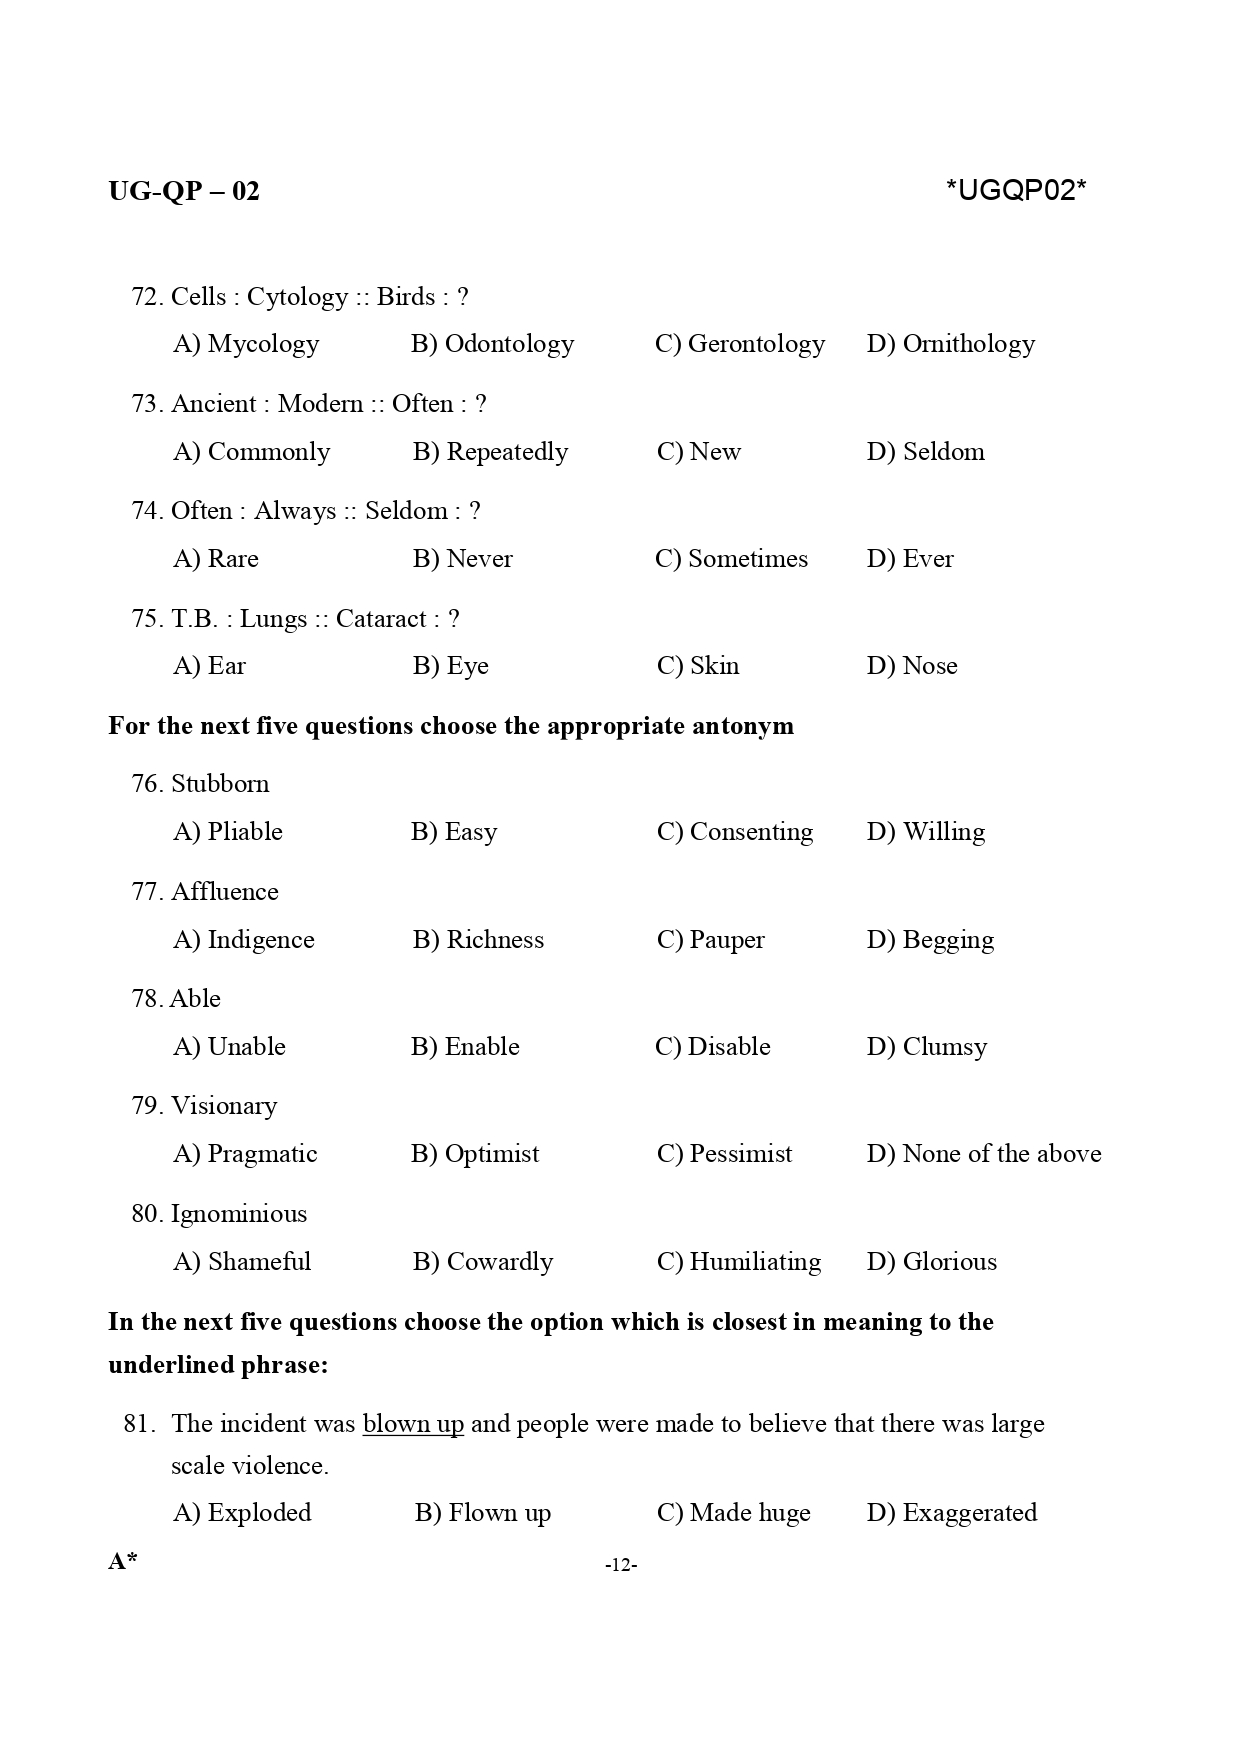 UG-QP – 02 *UGQP02*
72. Cells : Cytology :: Birds : ?
A) Mycology B) Odontology C) Gerontology D) Ornithology
73. Ancient : Modern :: Often : ?
A) Commonly B) Repeatedly C) New D) Seldom
74. Often : Always :: Seldom : ?
A) Rare B) Never C) Sometimes D) Ever
75. T.B. : Lungs :: Cataract : ?
A) Ear B) Eye C) Skin D) Nose
For the next five questions choose the appropriate antonym
76. Stubborn
A) Pliable B) Easy C) Consenting D) Willing
77. Affluence
A) Indigence B) Richness C) Pauper D) Begging
78. Able
A) Unable B) Enable C) Disable D) Clumsy
79. Visionary
A) Pragmatic B) Optimist C) Pessimist D) None of the above
80. Ignominious
A) Shameful B) Cowardly C) Humiliating D) Glorious
In the next five questions choose the option which is closest in meaning to the
underlined phrase:
81. The incident was blown up and people were made to believe that there was large
scale violence.
A) Exploded B) Flown up C) Made huge D) Exaggerated
A* -12-